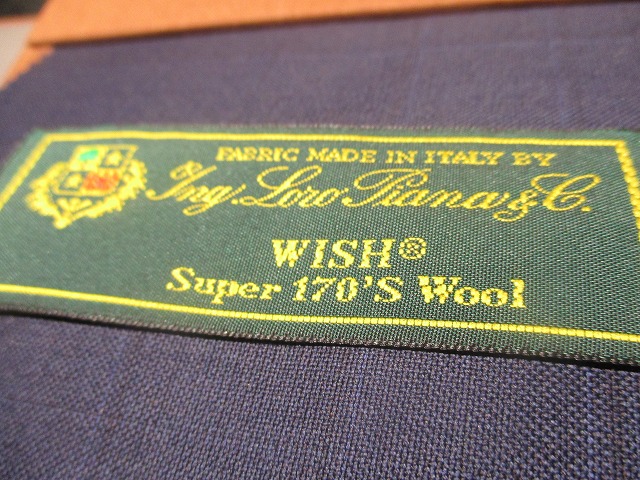 FABRIC MADE IN ITALY BY
Ing. Loro Piana & C.
WISH®
Super 170'S Wool